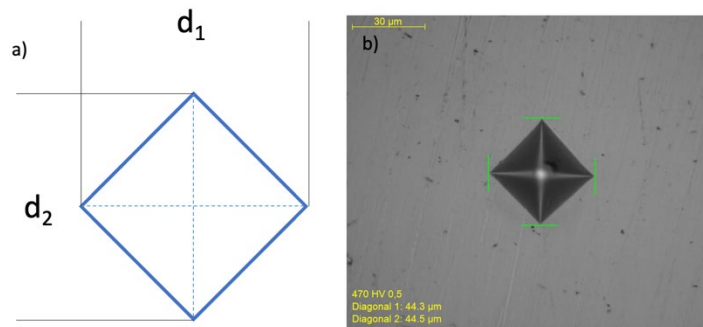 a)
d₁
d₂
b)
30 µm
470 HV 0,5
Diagonal 1: 44.3 µm
Diagonal 2: 44.5 µm